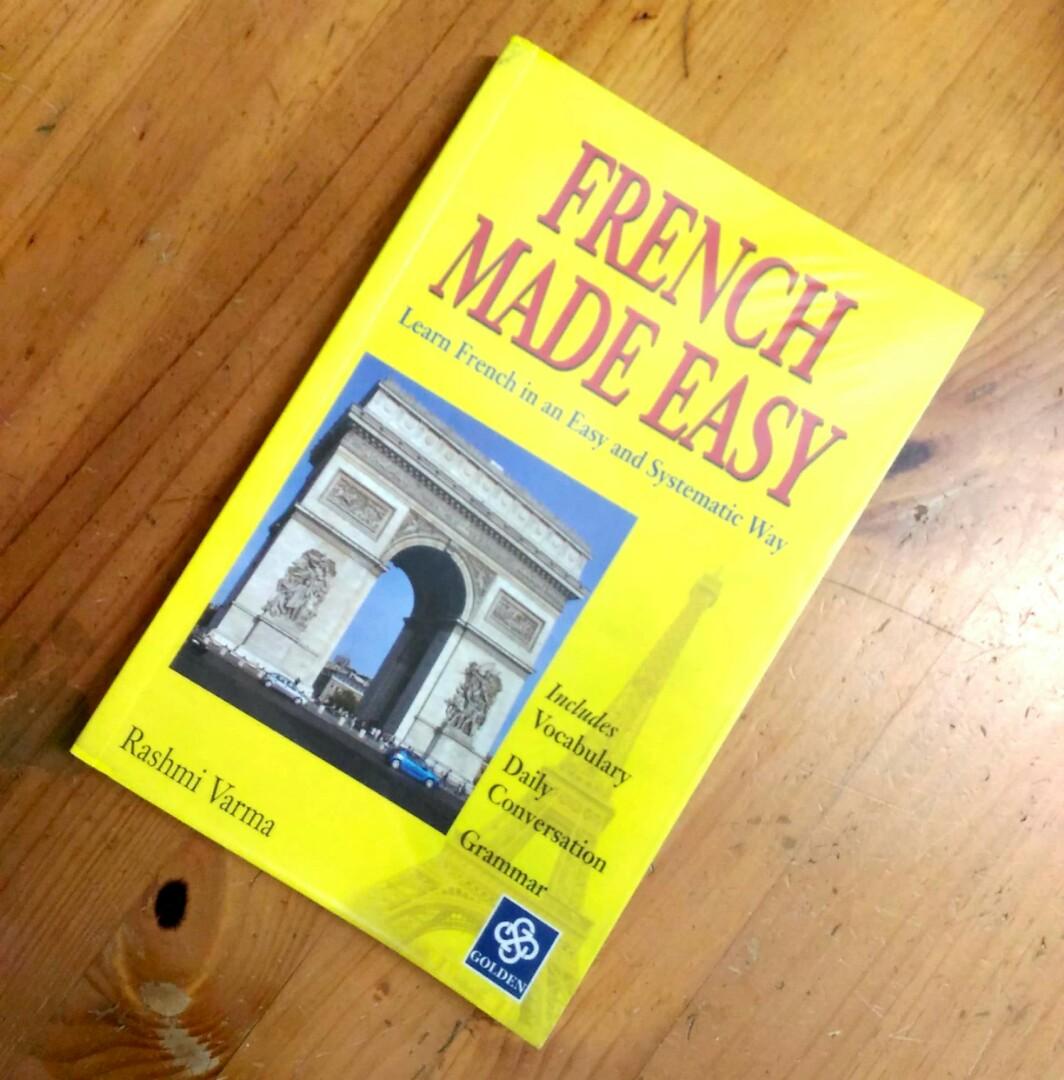 FRENCH
MADE EASY
Learn French in an Easy and Systematic Way
Includes
Vocabulary
Daily
Conversation
Grammar
Rashmi Varma
GOLDEN